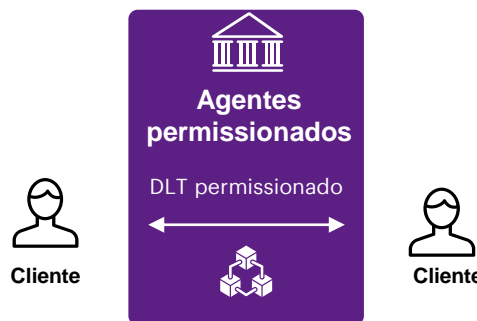 Agentes
permissionados
DLT permissionado
Cliente
Cliente